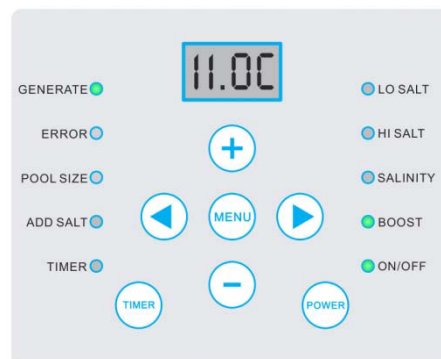 11.0C
GENERATE
LO SALT
ERROR
HI SALT
POOL SIZE
SALINITY
ADD SALT
MENU
BOOST
TIMER
ON/OFF
TIMER
POWER